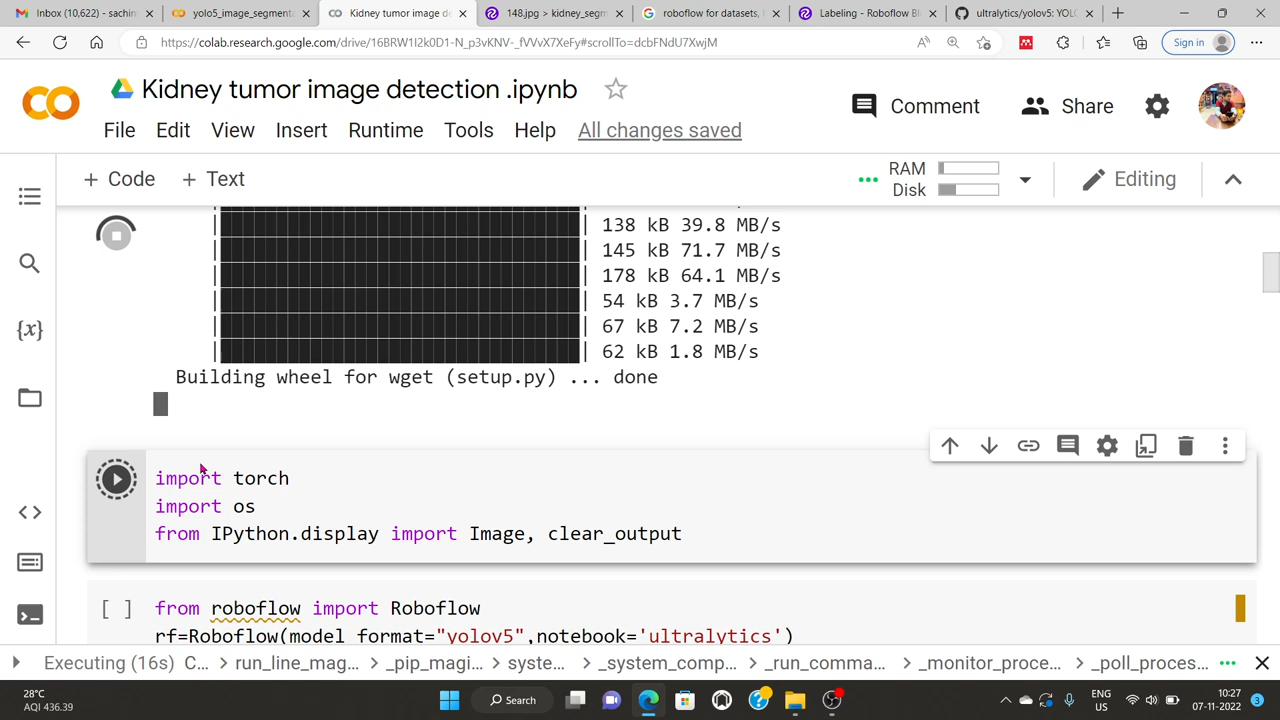 Inbox (10,622) - sachin
yolo5_image_segmenta
Kidney tumor image de
148.jpg > kidney_segm
roboflow for datasets, l
Labeling - Roboflow Bl
ultralytics/yolov5: YOLO
https://colab.research.google.com/drive/16BRW1I2k0D1-N_p3vKNV-_fVVvX7XeFy#scrollTo=dcbFNdU7XwjM
Sign in
Kidney tumor image detection .ipynb
Comment
Share
File Edit View Insert Runtime Tools Help All changes saved
+ Code + Text
RAM
Disk
Editing
138 kB 39.8 MB/s
145 kB 71.7 MB/s
178 kB 64.1 MB/s
54 kB 3.7 MB/s
67 kB 7.2 MB/s
62 kB 1.8 MB/s
Building wheel for wget (setup.py) ... done
import torch
import os
from IPython.display import Image, clear_output
[ ] from roboflow import Roboflow
rf=Roboflow(model_format="yolov5",notebook='ultralytics')
Executing (16s) C... > run_line_mag... > _pip_magi... > syste... > _system_comp... > _run_comma... > _monitor_proce... > _poll_proces...
28°C
AQI 436.39
Search
ENG
US
10:27
07-11-2022
3